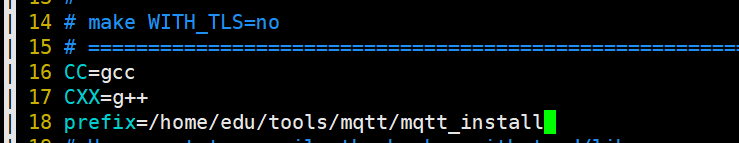 14 # make WITH_TLS=no
15 # ======================================================
16 CC=gcc
17 CXX=g++
18 prefix=/home/edu/tools/mqtt/mqtt_install